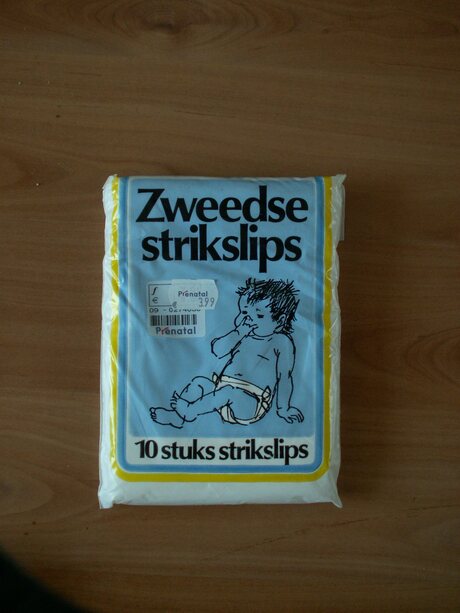 Zweedse
strikslips
ƒ
Prénatal
€
€ 3.99
Prénatal
10 stuks strikslips